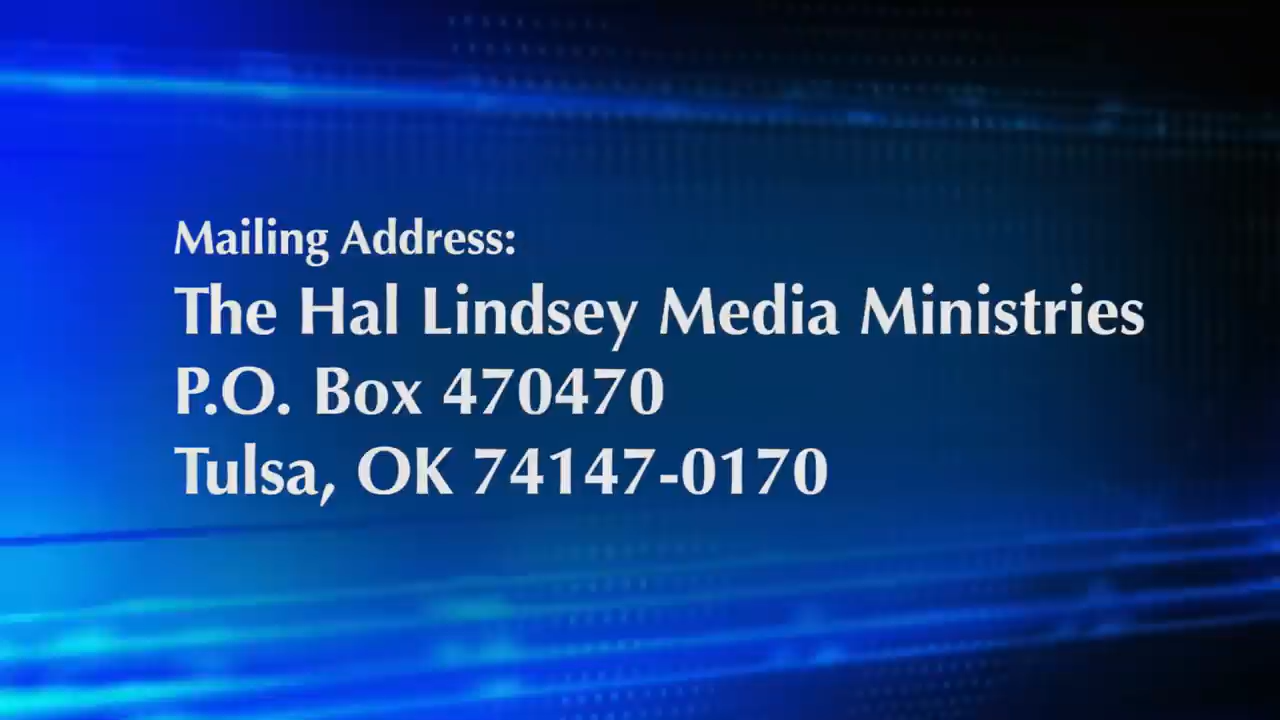 Mailing Address:
The Hal Lindsey Media Ministries
P.O. Box 470470
Tulsa, OK 74147-0170